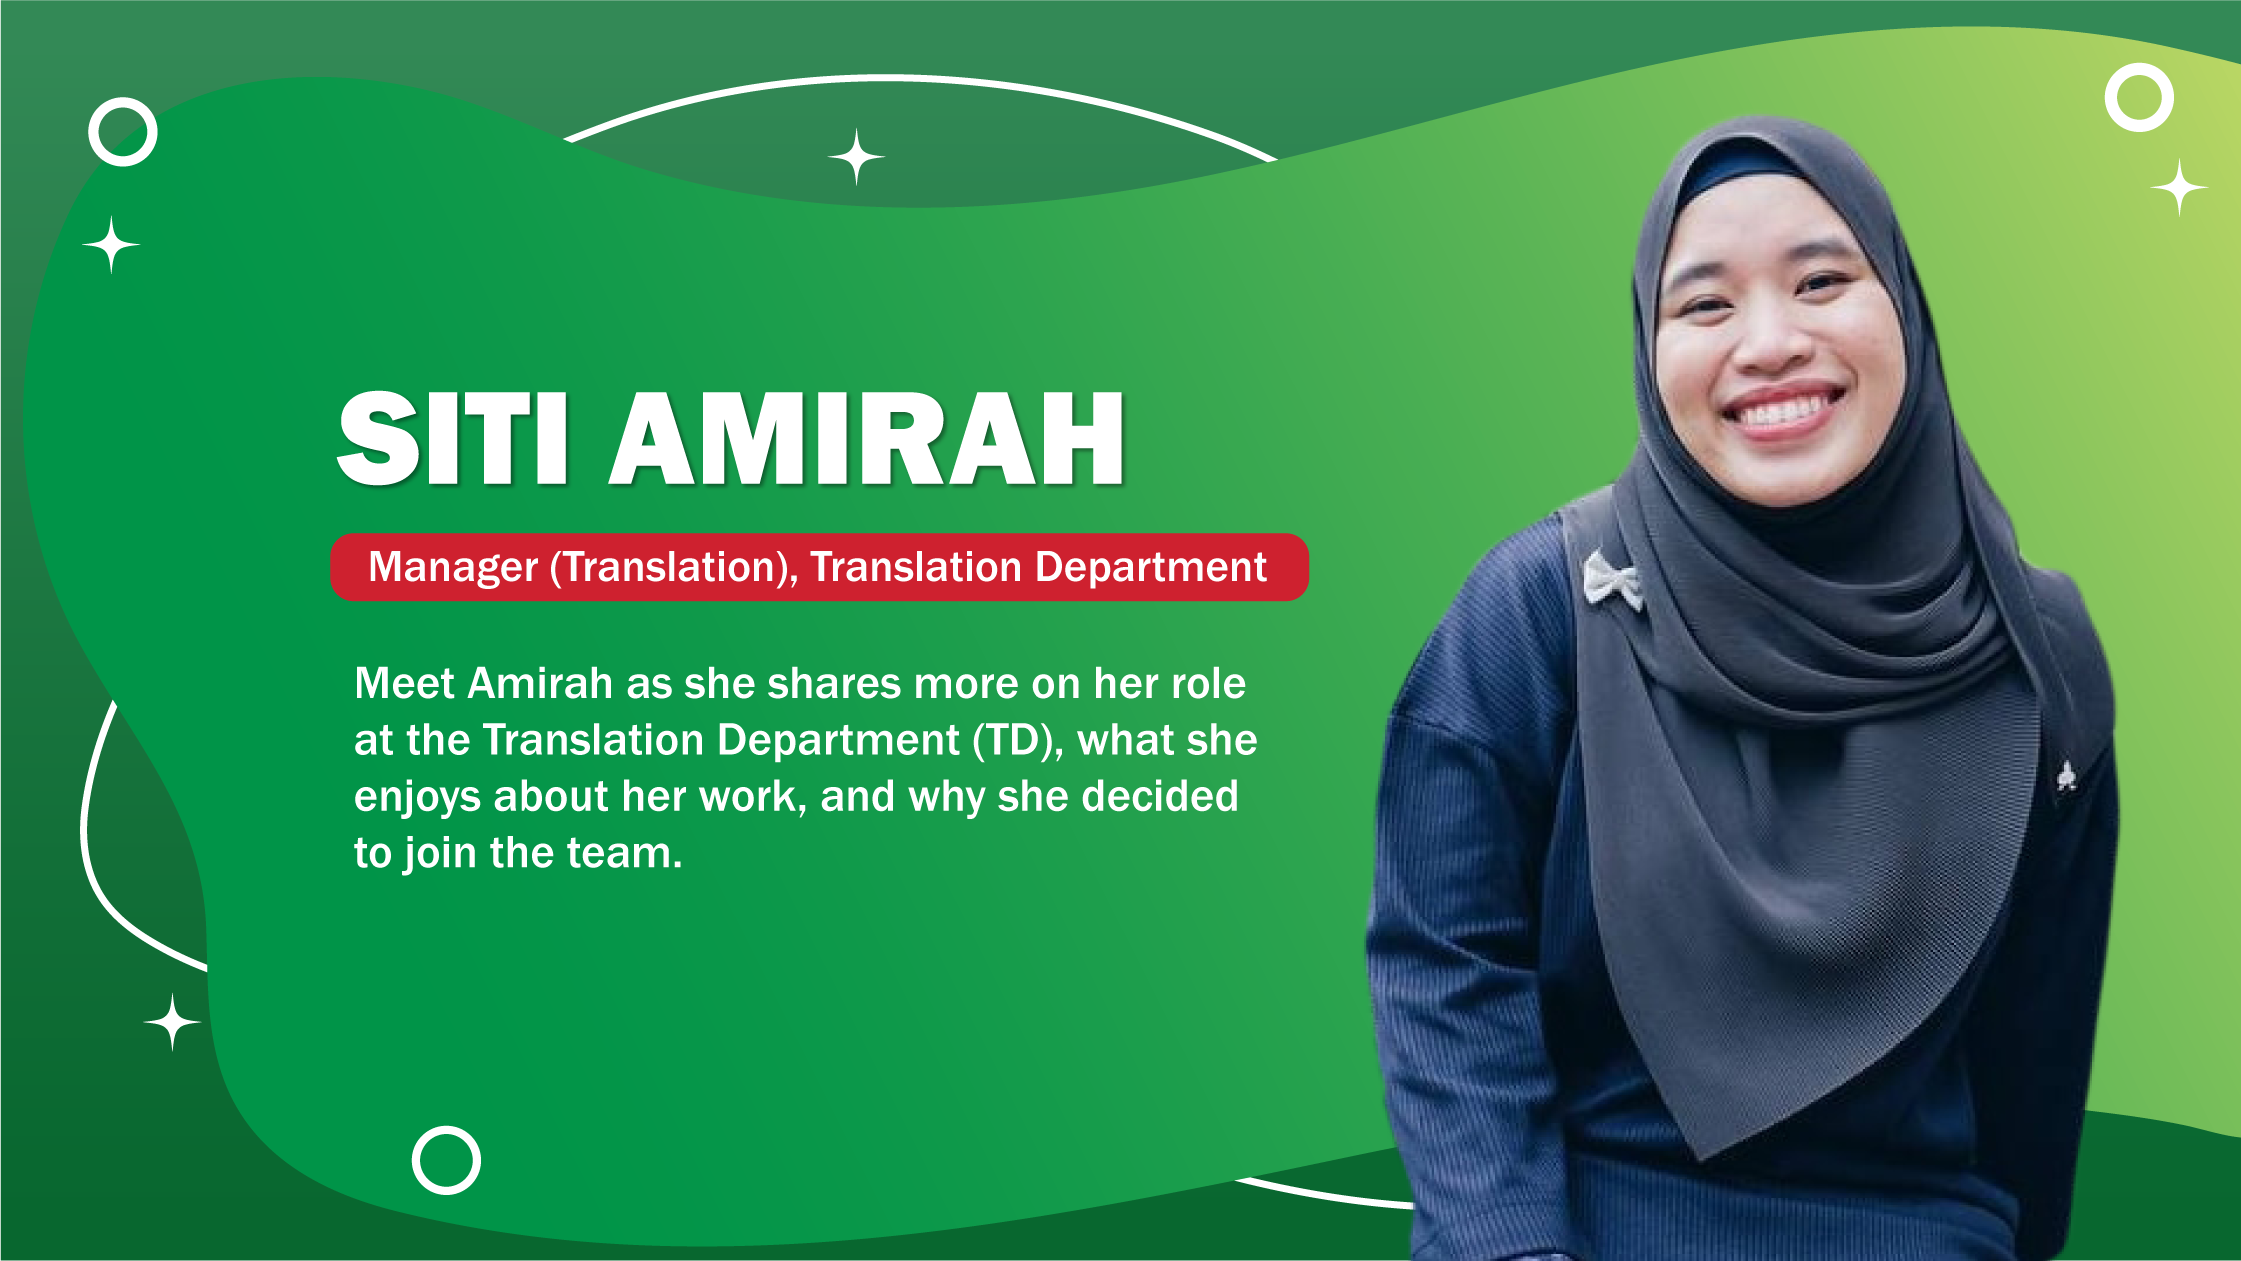 SITI AMIRAH
Manager (Translation), Translation Department
Meet Amirah as she shares more on her role
at the Translation Department (TD), what she
enjoys about her work, and why she decided
to join the team.